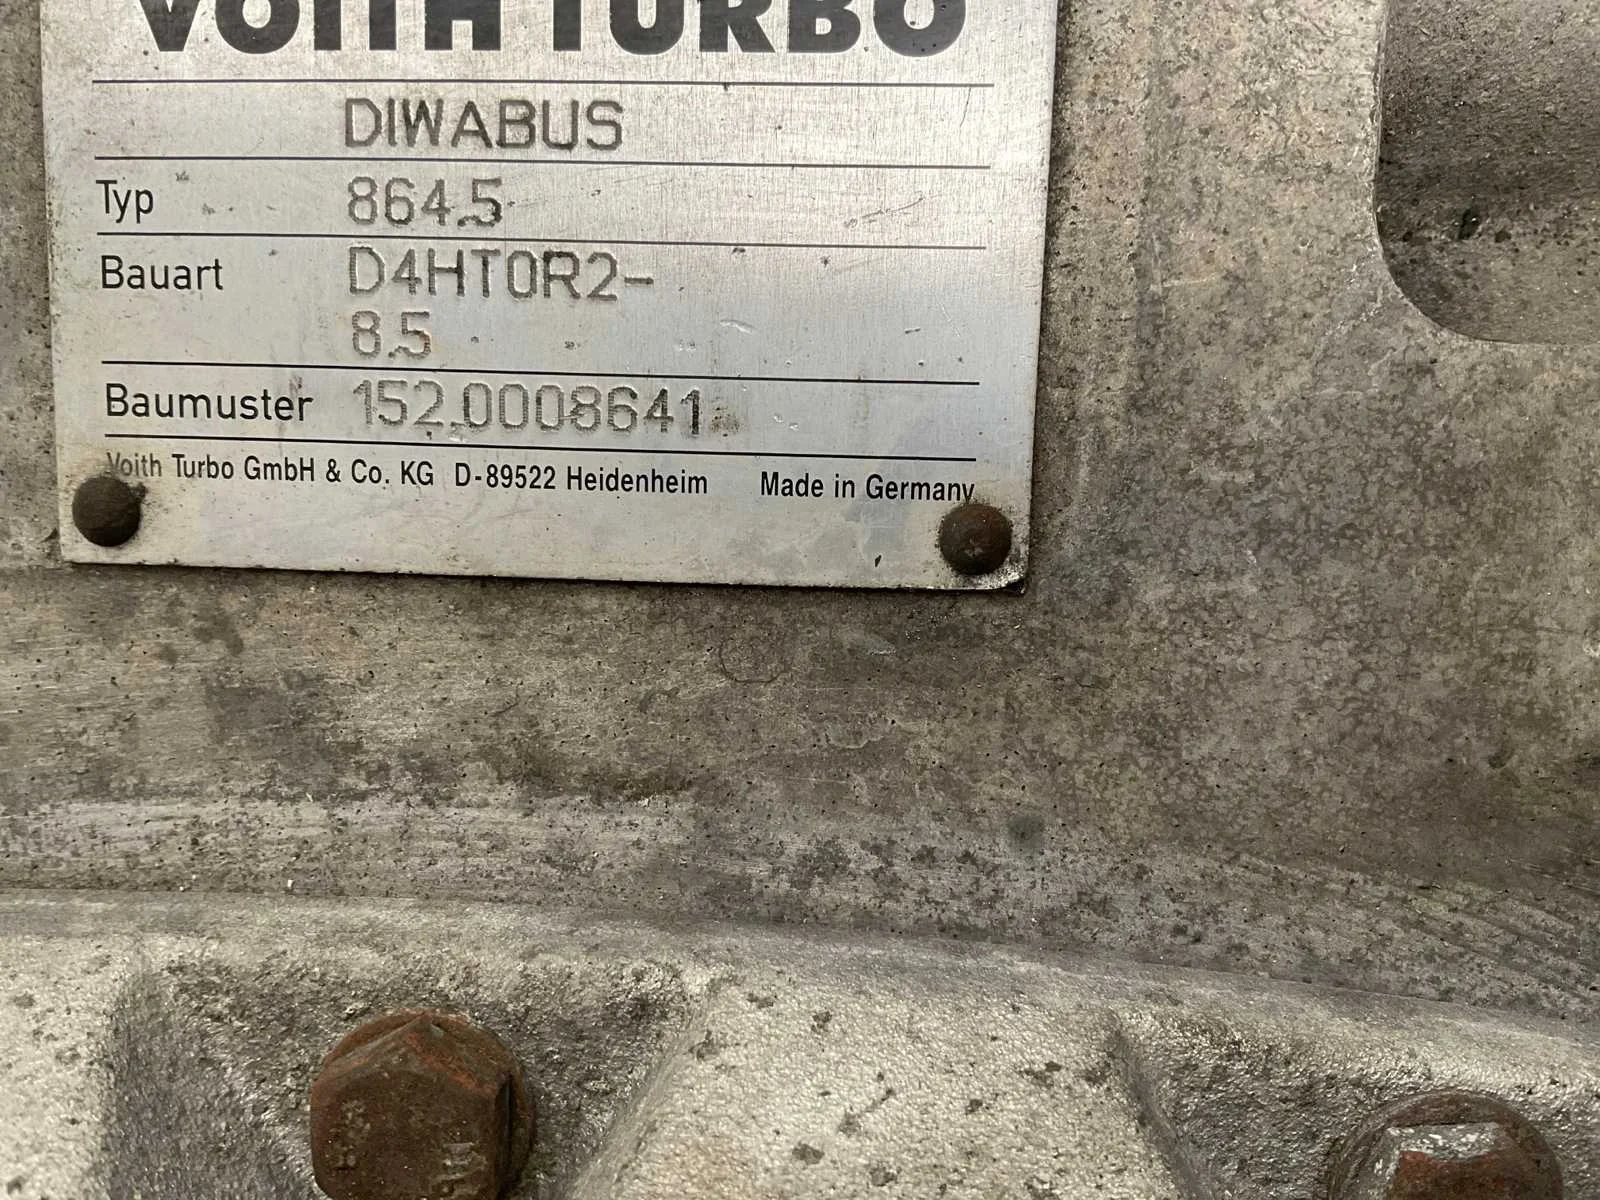 VOITH TURBO
DIWABUS
Typ 864.5
Bauart D4HT0R2-
8.5
Baumuster 152.0008641
Voith Turbo GmbH & Co. KG D-89522 Heidenheim Made in Germany